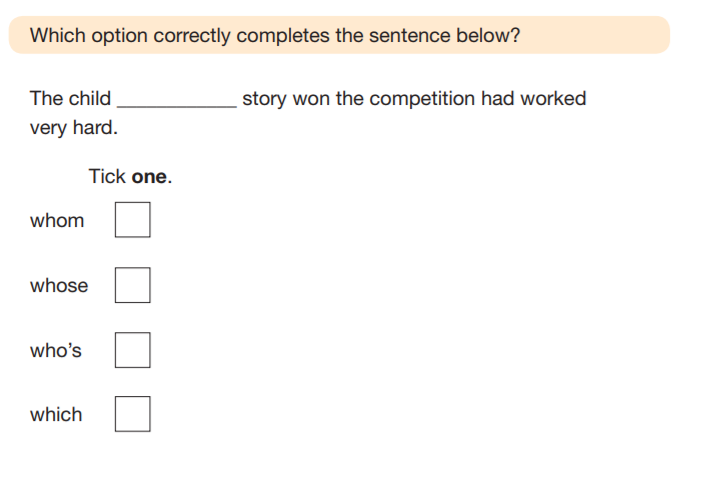 Which option correctly completes the sentence below?
The child ___________ story won the competition had worked
very hard.
Tick one.
whom
whose
who’s
which